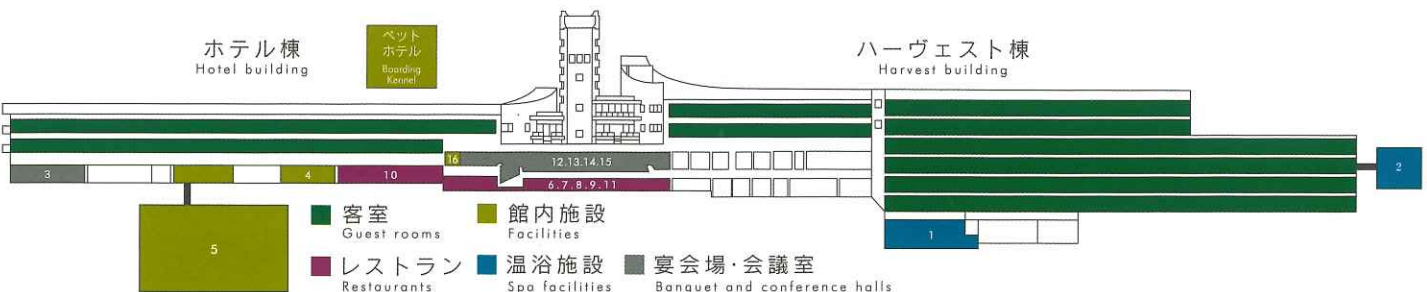 ホテル棟
Hotel building
ペット
ホテル
Boarding
Kennel
ハーヴェスト棟
Harvest building
16
12.13.14.15
3
4
10
6.7.8.9.11
2
5
1
客室
Guest rooms
館内施設
Facilities
レストラン
Restaurants
温浴施設
Spa facilities
宴会場・会議室
Banquet and conference halls